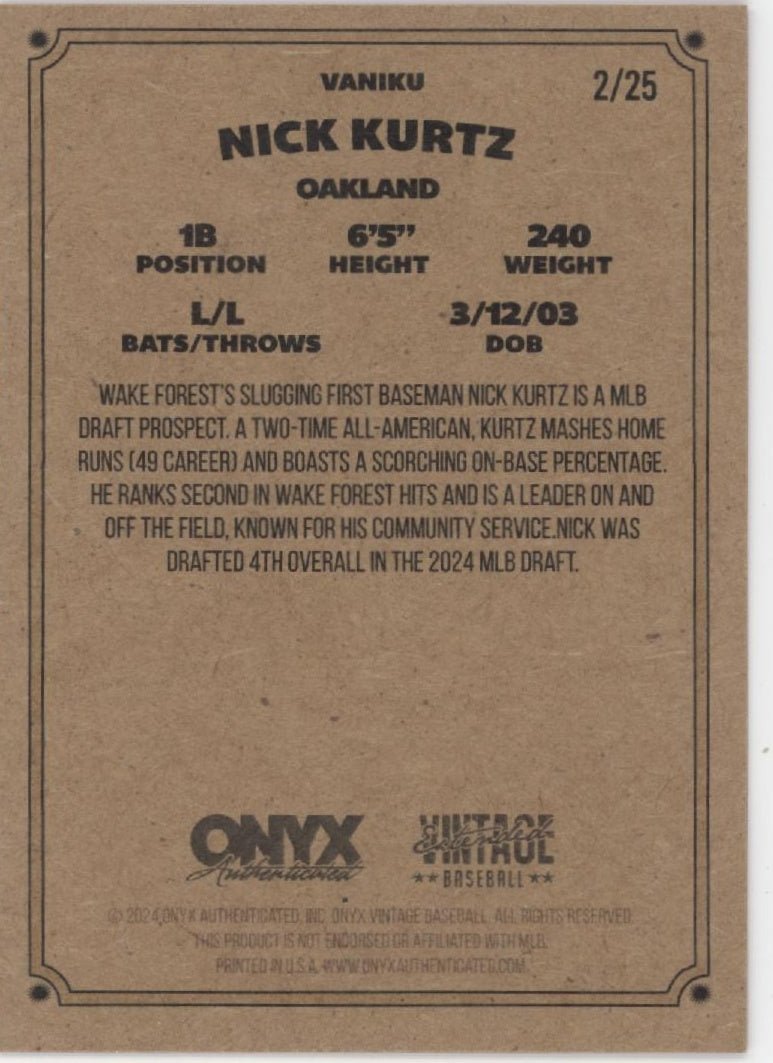 VANIKU
2/25
NICK KURTZ
OAKLAND
1B 6'5" 240
POSITION HEIGHT WEIGHT
L/L 3/12/03
BATS/THROWS DOB
WAKE FOREST'S SLUGGING FIRST BASEMAN NICK KURTZ IS A MLB
DRAFT PROSPECT. A TWO-TIME ALL-AMERICAN, KURTZ MASHES HOME
RUNS (49 CAREER) AND BOASTS A SCORCHING ON-BASE PERCENTAGE.
HE RANKS SECOND IN WAKE FOREST HITS AND IS A LEADER ON AND
OFF THE FIELD, KNOWN FOR HIS COMMUNITY SERVICE.NICK WAS
DRAFTED 4TH OVERALL IN THE 2024 MLB DRAFT.
ONYX
Authenticated
VINTAGE
Extended
★★BASEBALL★★
© 2024 ONYX AUTHENTICATED, INC. ONYX VINTAGE BASEBALL. ALL RIGHTS RESERVED.
THIS PRODUCT IS NOT ENDORSED OR AFFILIATED WITH MLB.
PRINTED IN U.S.A. WWW.ONYXAUTHENTICATED.COM